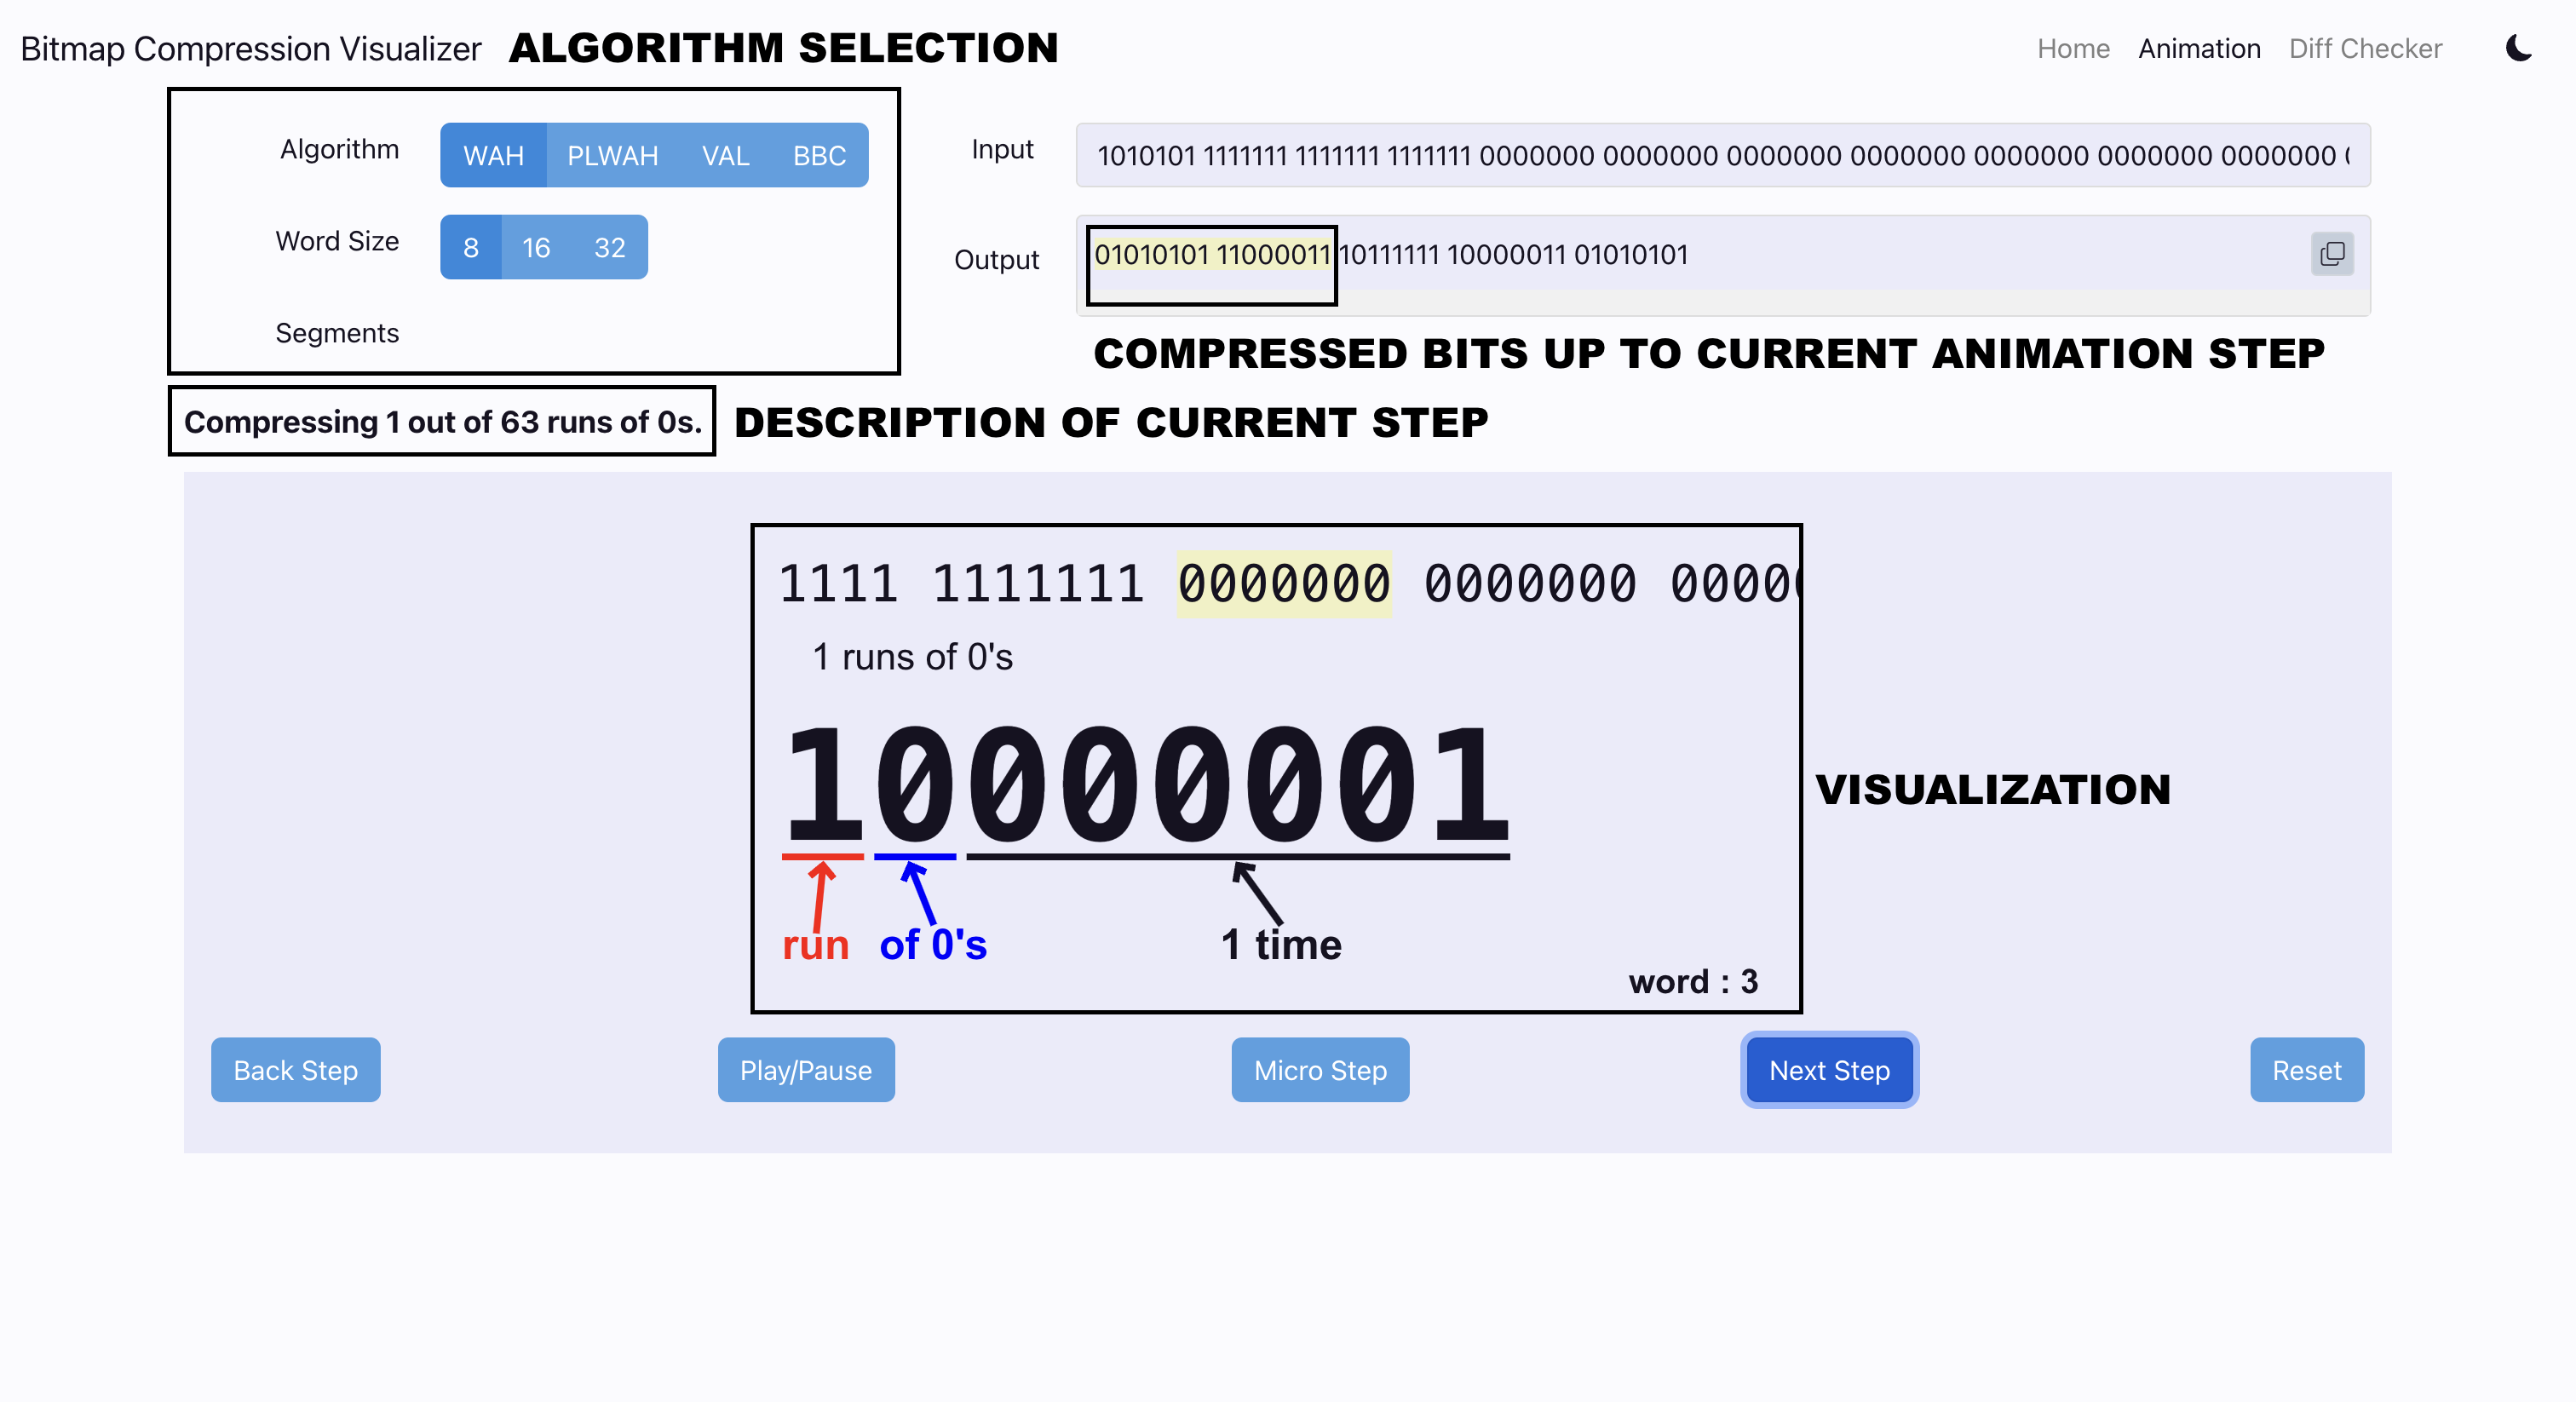 Bitmap Compression Visualizer ALGORITHM SELECTION Home Animation Diff Checker
Algorithm WAH PLWAH VAL BBC
Word Size 8 16 32
Segments
Input 1010101 1111111 1111111 1111111 0000000 0000000 0000000 0000000 0000000 0000000 0000000
Output 01010101 11000011 10111111 10000011 01010101
COMPRESSED BITS UP TO CURRENT ANIMATION STEP
Compressing 1 out of 63 runs of 0s. DESCRIPTION OF CURRENT STEP
1111 1111111 0000000 0000000 0000
1 runs of 0's
10000001
VISUALIZATION
run of 0's 1 time
word : 3
Back Step Play/Pause Micro Step Next Step Reset